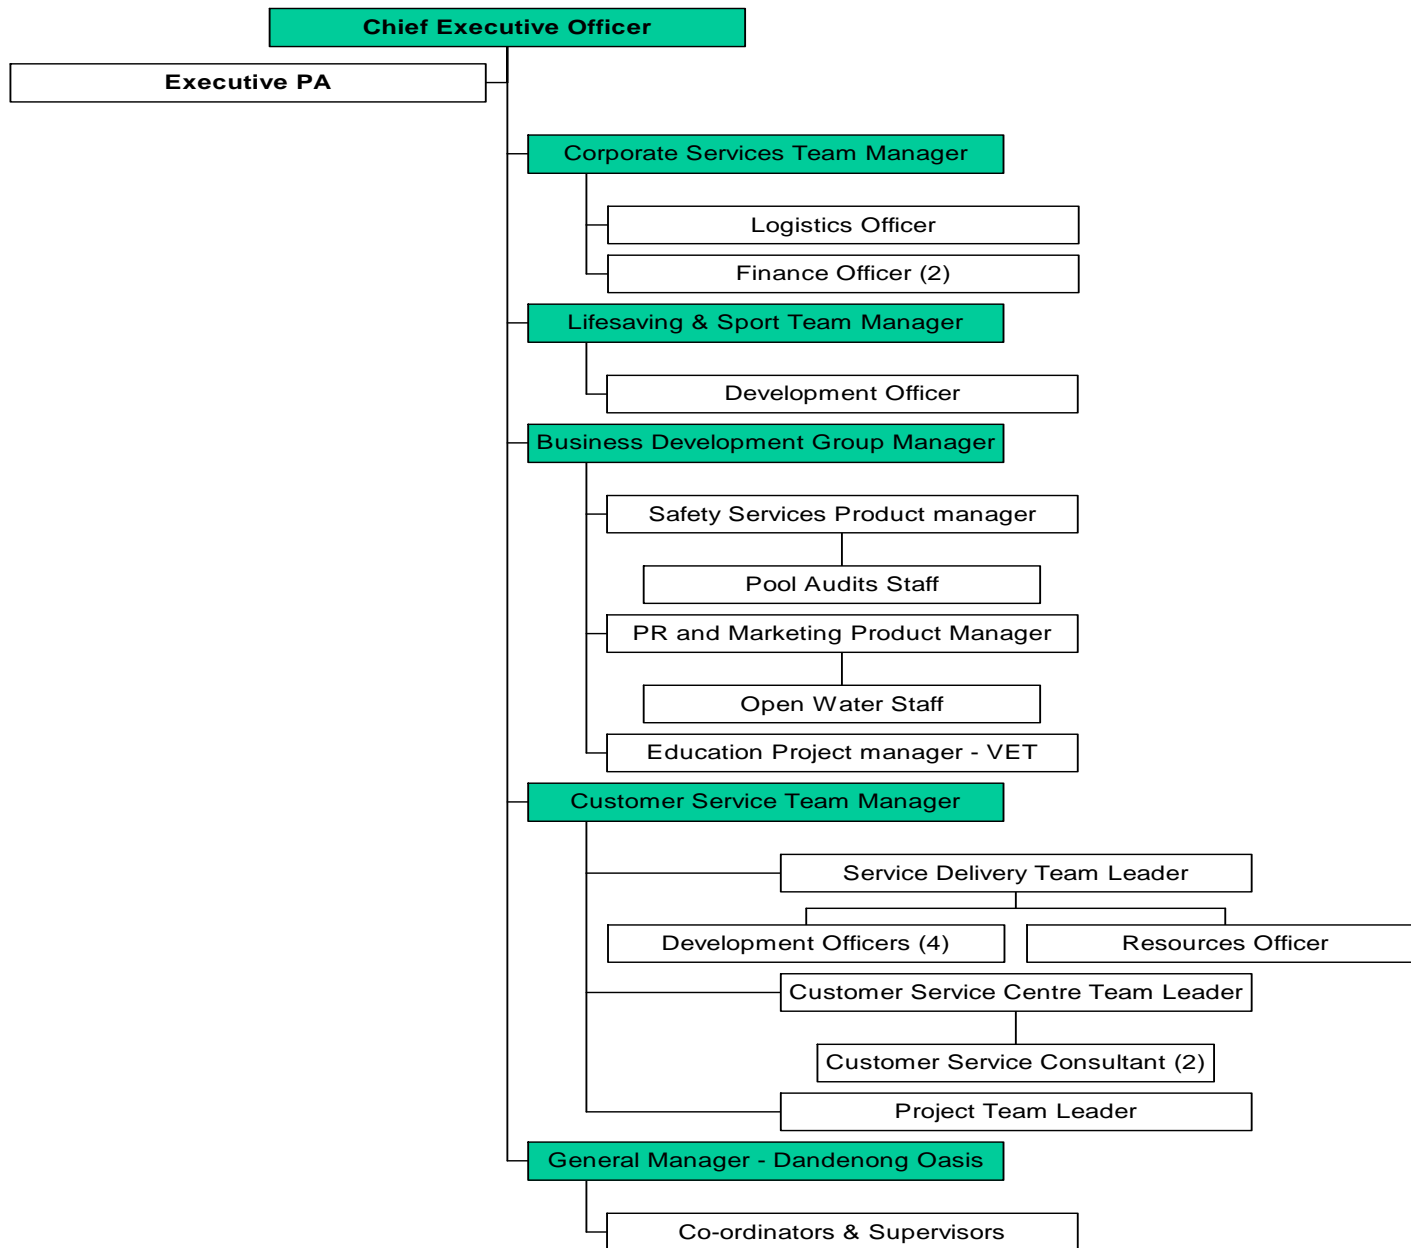 Chief Executive Officer
Executive PA
Corporate Services Team Manager
Logistics Officer
Finance Officer (2)
Lifesaving & Sport Team Manager
Development Officer
Business Development Group Manager
Safety Services Product manager
Pool Audits Staff
PR and Marketing Product Manager
Open Water Staff
Education Project manager - VET
Customer Service Team Manager
Service Delivery Team Leader
Development Officers (4)
Resources Officer
Customer Service Centre Team Leader
Customer Service Consultant (2)
Project Team Leader
General Manager - Dandenong Oasis
Co-ordinators & Supervisors